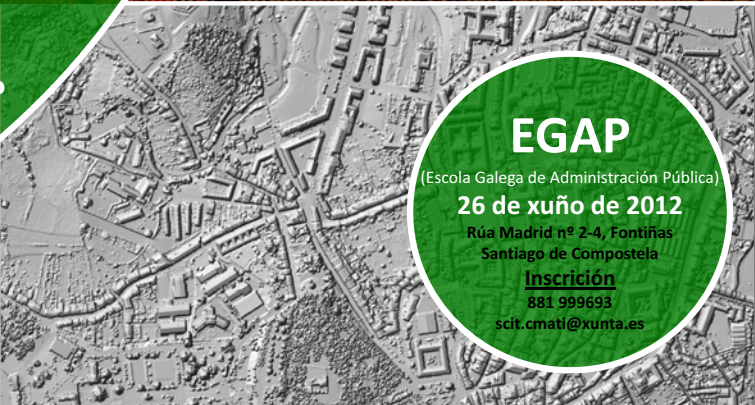 EGAP
(Escola Galega de Administración Pública)
26 de xuño de 2012
Rúa Madrid nº 2-4, Fontiñas
Santiago de Compostela
Inscrición
881 999693
scit.cmati@xunta.es